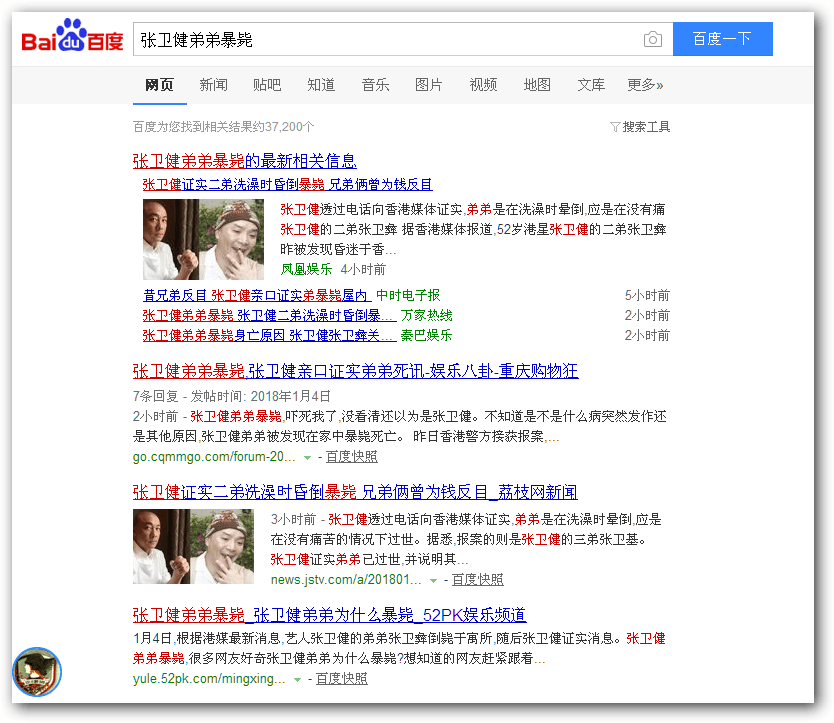 Bai du 百度 张卫健弟弟暴毙 百度一下
网页 新闻 贴吧 知道 音乐 图片 视频 地图 文库 更多»
百度为您找到相关结果约37,200个 搜索工具
张卫健弟弟暴毙的最新相关信息
张卫健证实二弟洗澡时昏倒暴毙 兄弟俩曾为钱反目
张卫健透过电话向香港媒体证实,弟弟是在洗澡时晕倒,应是在没有痛
张卫健的二弟张卫彝 据香港媒体报道,52岁港星张卫健的二弟张卫彝
昨被发现昏迷于香...
凤凰娱乐 4小时前
昔兄弟反目 张卫健亲口证实弟暴毙屋内 中时电子报 5小时前
张卫健弟弟暴毙 张卫健二弟洗澡时昏倒暴... 万家热线 2小时前
张卫健弟弟暴毙身亡原因 张卫健张卫彝关... 秦巴娱乐 2小时前
张卫健弟弟暴毙,张卫健亲口证实弟弟死讯-娱乐八卦-重庆购物狂
7条回复 - 发帖时间: 2018年1月4日
2小时前 - 张卫健弟弟暴毙,吓死我了,没看清还以为是张卫健。不知道是不是什么病突然发作还
是其他原因,张卫健弟弟被发现在家中暴毙死亡。 昨日香港警方接获报案,...
go.cqmmgo.com/forum-20... - 百度快照
张卫健证实二弟洗澡时昏倒暴毙 兄弟俩曾为钱反目_荔枝网新闻
3小时前 - 张卫健透过电话向香港媒体证实,弟弟是在洗澡时晕倒,应是
在没有痛苦的情况下过世。据悉,报案的则是张卫健的三弟张卫基。
张卫健证实弟弟已过世,并说明其...
news.jstv.com/a/201801... - 百度快照
张卫健弟弟暴毙_张卫健弟弟为什么暴毙_52PK娱乐频道
1月4日,根据港媒最新消息,艺人张卫健的弟弟张卫彝倒毙于寓所,随后张卫健证实消息。张卫健
弟弟暴毙,很多网友好奇张卫健弟弟为什么暴毙?想知道的网友赶紧跟着...
yule.52pk.com/mingxing... - 百度快照